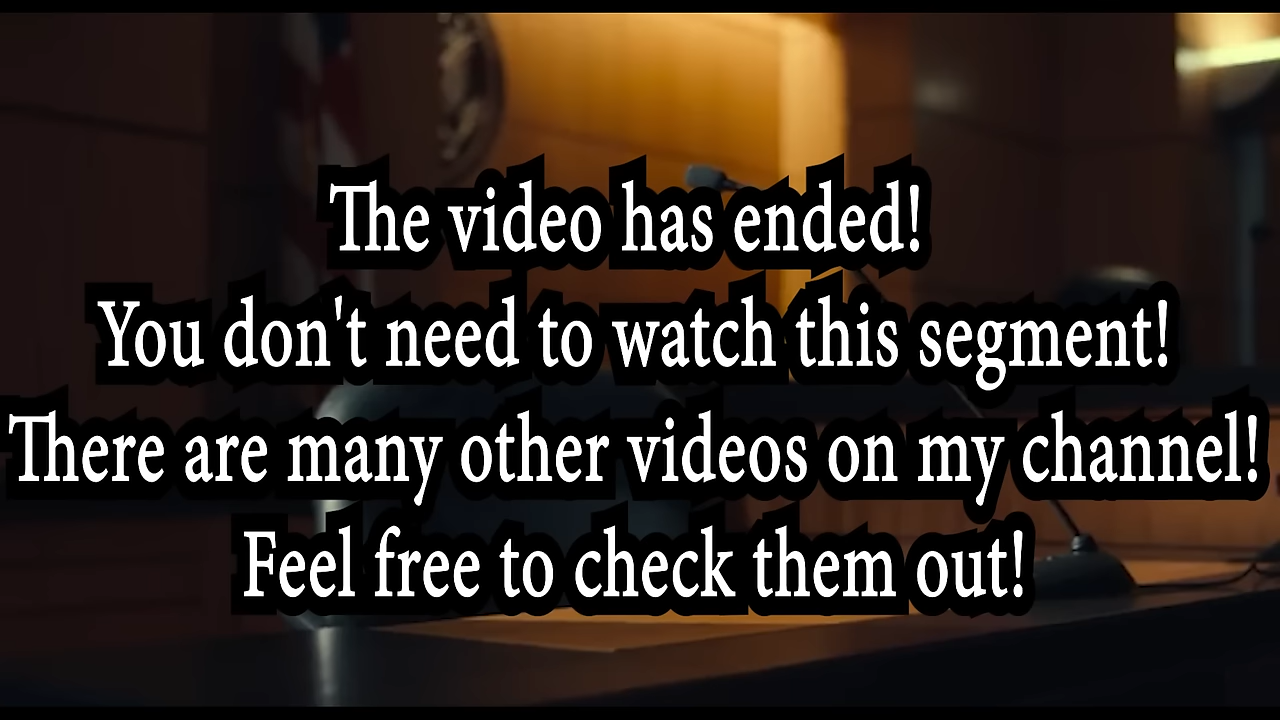 The video has ended!
You don't need to watch this segment!
There are many other videos on my channel!
Feel free to check them out!